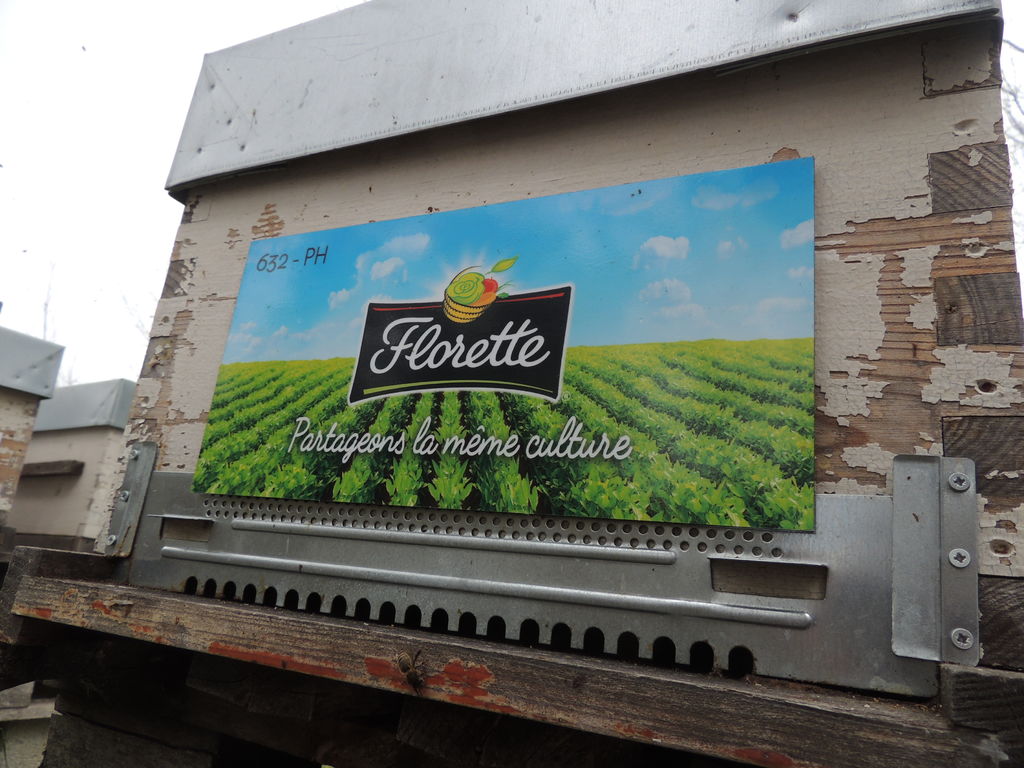 632 - PH
Florette
Partageons la même culture